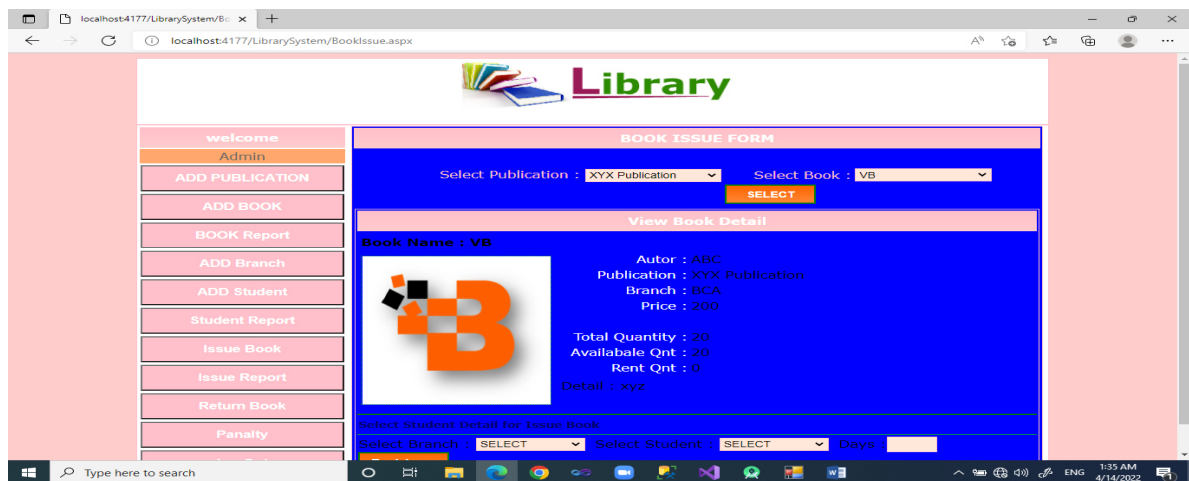 localhost:4177/LibrarySystem/Bo
localhost:4177/LibrarySystem/BookIssue.aspx
Library
welcome
Admin
ADD PUBLICATION
ADD BOOK
BOOK Report
ADD Branch
ADD Student
Student Report
Issue Book
Issue Report
Return Book
Panalty
BOOK ISSUE FORM
Select Publication : XYX Publication Select Book : VB
SELECT
View Book Detail
Book Name : VB
Autor : ABC
Publication : XYX Publication
Branch : BCA
Price : 200
Total Quantity : 20
Availabale Qnt : 20
Rent Qnt : 0
Detail : xyz
Select Student Detail for Issue Book
Select Branch : SELECT Select Student : SELECT Days :
Type here to search
ENG
1:35 AM
4/14/2022